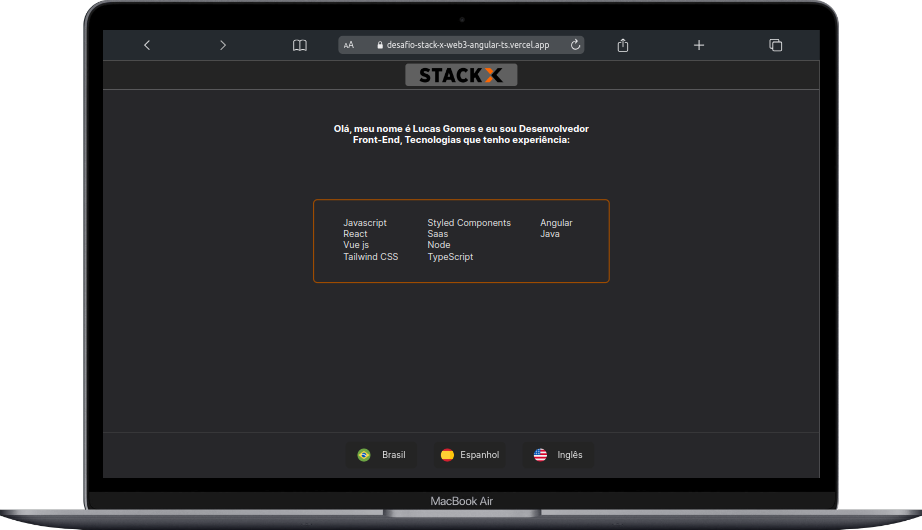 AA desafio-stack-x-web3-angular-ts.vercel.app
STACKX
Olá, meu nome é Lucas Gomes e eu sou Desenvolvedor
Front-End, Tecnologias que tenho experiência:
Javascript
React
Vue js
Tailwind CSS
Styled Components
Saas
Node
TypeScript
Angular
Java
Brasil
Espanhol
Inglês
MacBook Air